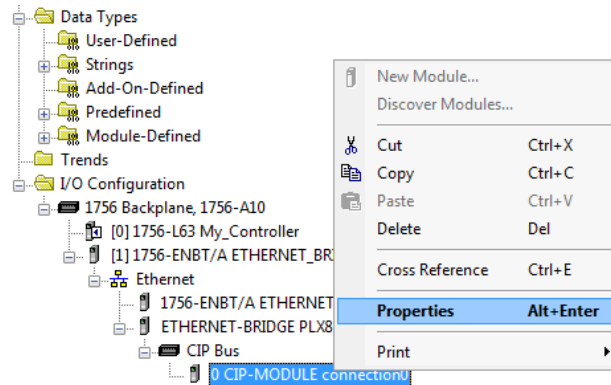 Data Types
User-Defined
Strings
Add-On-Defined
Predefined
Module-Defined
Trends
I/O Configuration
1756 Backplane, 1756-A10
[0] 1756-L63 My_Controller
[1] 1756-ENBT/A ETHERNET_BR
Ethernet
1756-ENBT/A ETHERNET
ETHERNET-BRIDGE PLX8
CIP Bus
0 CIP-MODULE connection0
New Module...
Discover Modules...
Cut Ctrl+X
Copy Ctrl+C
Paste Ctrl+V
Delete Del
Cross Reference Ctrl+E
Properties Alt+Enter
Print